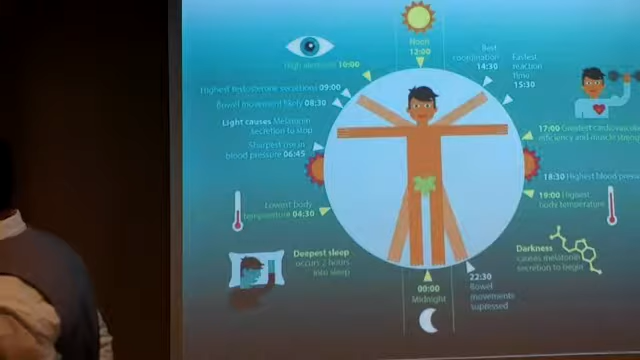 Noon
12:00
High alertness 10:00
Best
coordination
14:30
Fastest
reaction
time
15:30
Highest testosterone secretions 09:00
Bowel movement likely 08:30
Light causes Melatonin
secretion to stop
Sharpest rise in
blood pressure 06:45
17:00 Greatest cardiovascu
efficiency and muscle streng
18:30 Highest blood pressu
19:00 Highest
body temperature
Lowest body
temperature 04:30
Deepest sleep
occurs 2 hours
into sleep
Darkness
causes melatonin
secretion to begin
00:00
Midnight
22:30
Bowel
movements
supressed